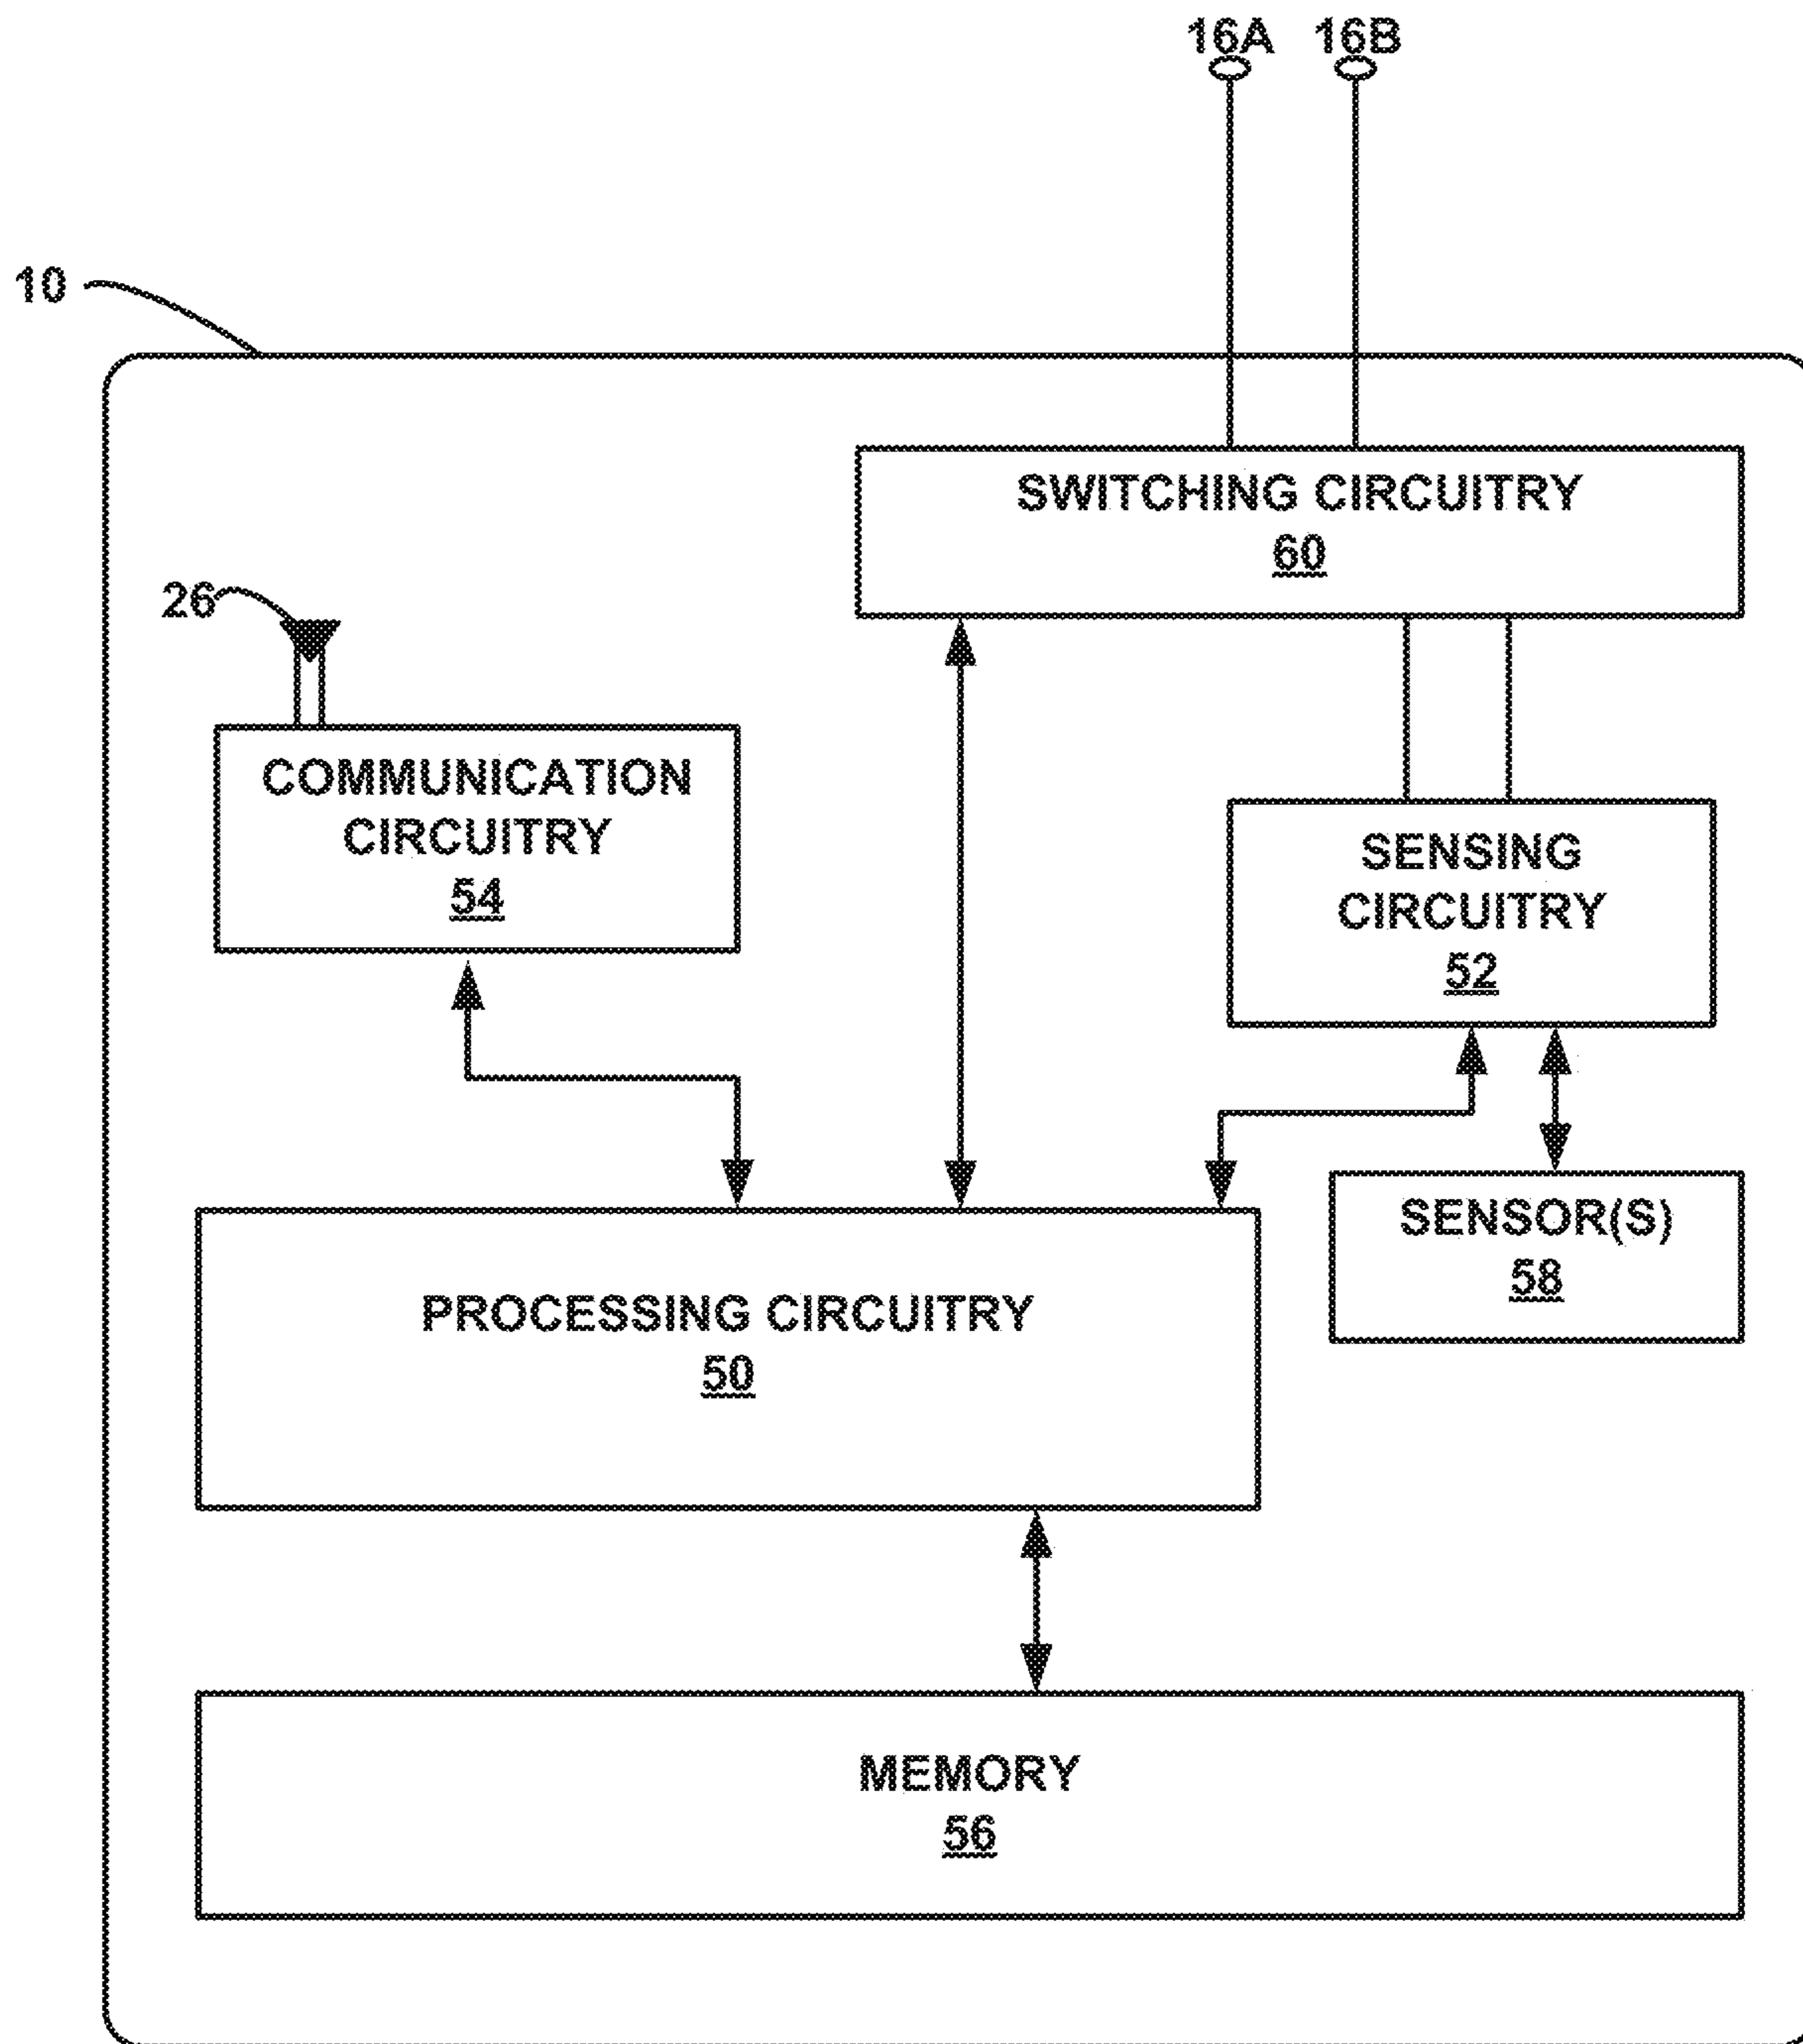 16A 16B
10
SWITCHING CIRCUITRY
60
26
COMMUNICATION
CIRCUITRY
54
SENSING
CIRCUITRY
52
SENSOR(S)
58
PROCESSING CIRCUITRY
50
MEMORY
56